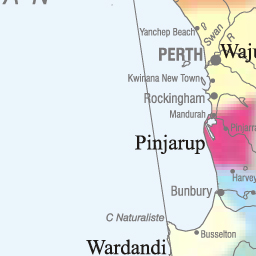 A N
Yanchep Beach
Swan R
PERTH
Waju
Kwinana New Town
Rockingham
Mandurah
Pinjarup
Harvey
Bunbury
C Naturaliste
Busselton
Wardandi